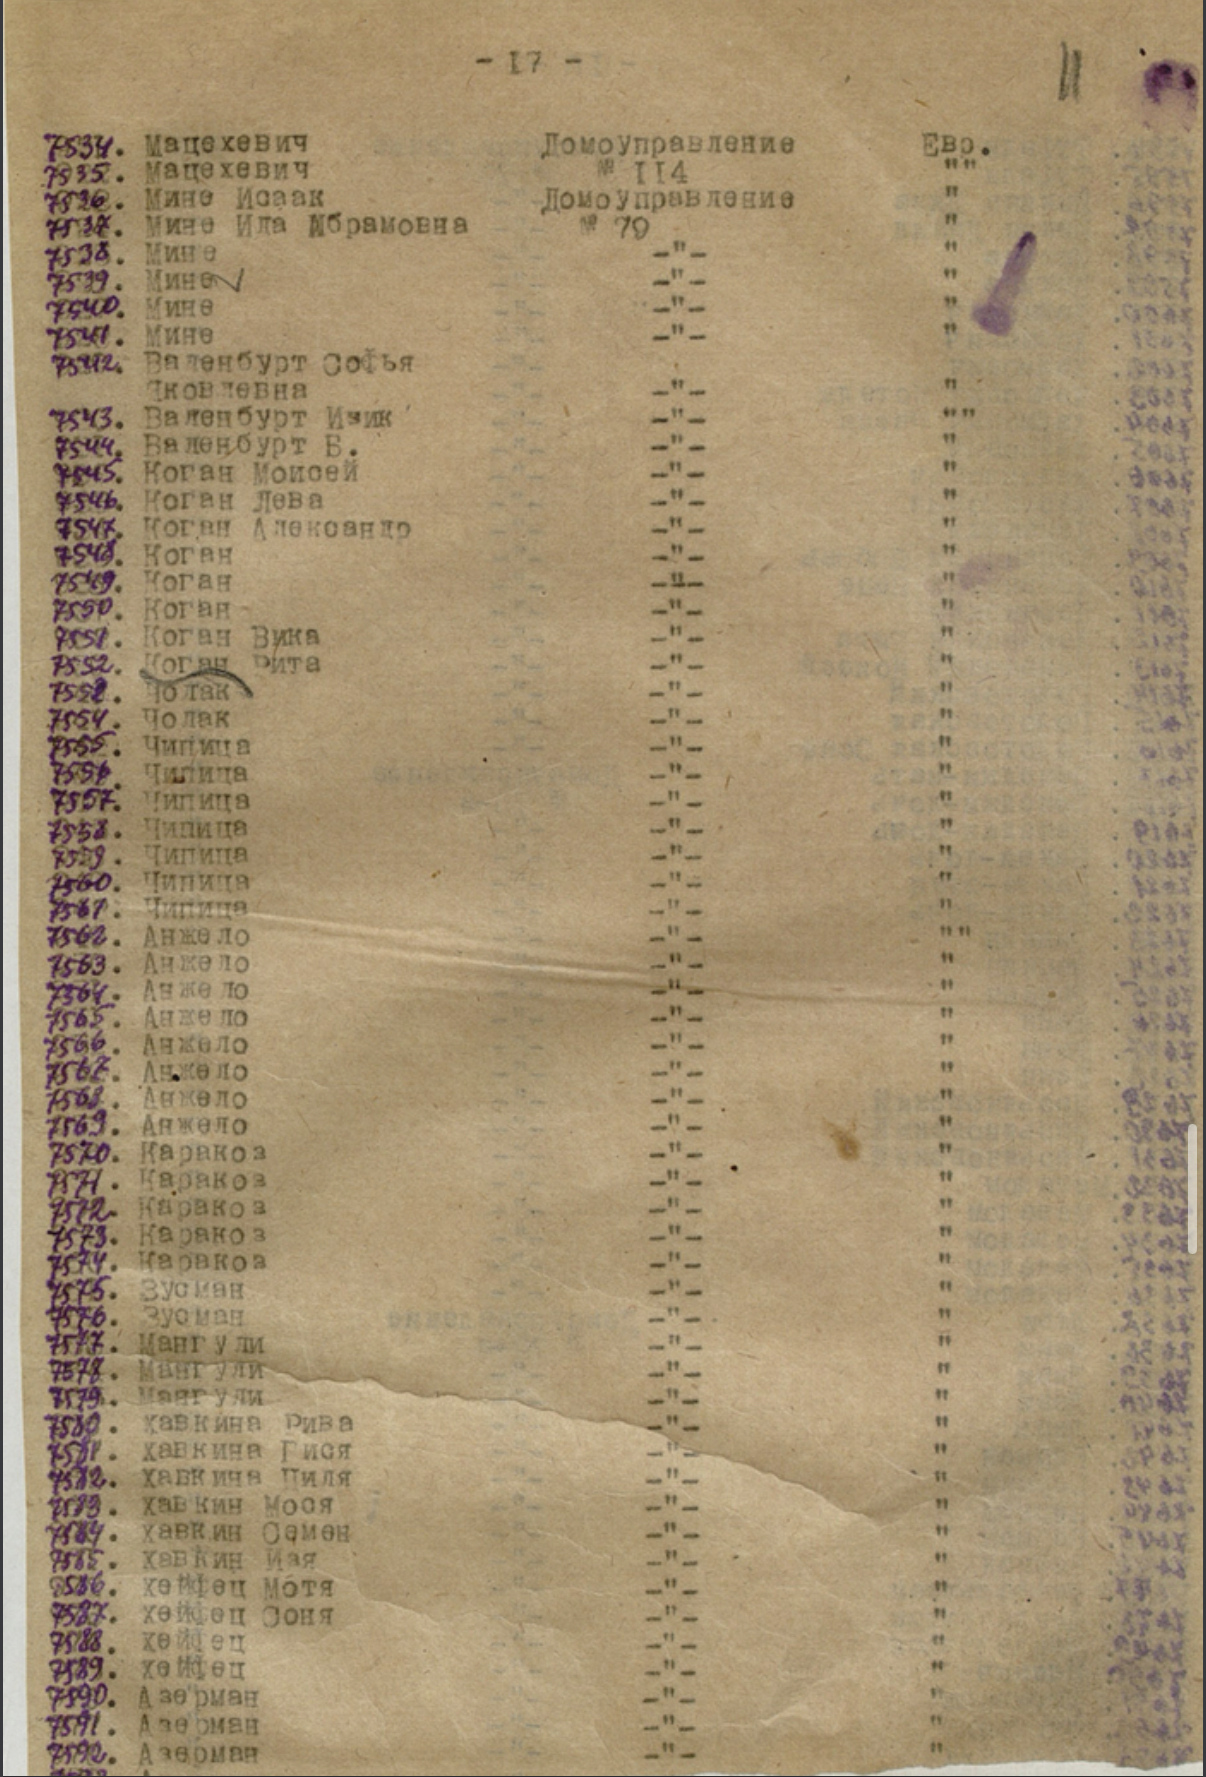 - I7 -
11
7534. Мацехевич Домоуправление Евр.
7535. Мацехевич № II4 ""
7536. Мине Исаак Домоуправление "
7537. Мине Ида Абрамовна № 79 "
7538. Мине -"- "
7539. Мине -"- "
7540. Мине -"- "
7541. Мине -"- "
7542. Валенбурт Софья
Яковлевна -"- "
7543. Валенбурт Изик -"- ""
7544. Валенбурт Б. -"- "
7545. Коган Моисей -"- "
7546. Коган Лева -"- "
7547. Коган Александр -"- "
7548. Коган -"- "
7549. Коган -"- "
7550. Коган -"- "
7551. Коган Вика -"- "
7552. Коган Рита -"- "
7553. Чолак -"- "
7554. Чолак -"- "
7555. Чипица -"- "
7556. Чипица -"- "
7557. Чипица -"- "
7558. Чипица -"- "
7559. Чипица -"- "
7560. Чипица -"- "
7561. Чипица -"- "
7562. Анжело -"- ""
7563. Анжело -"- "
7564. Анжело -"- "
7565. Анжело -"- "
7566. Анжело -"- "
7567. Анжело -"- "
7568. Анжело -"- "
7569. Анжело -"- "
7570. Каракоз -"- "
7571. Каракоз -"- "
7572. Каракоз -"- "
7573. Каракоз -"- "
7574. Каракоз -"- "
7575. Зусман -"- "
7576. Зусман -"- "
7577. Мангули -"- "
7578. Мангули -"- "
7579. Мангули -"- "
7580. хавкина Рива -"- "
7581. хавкина Гися -"- "
7582. хавкина Циля -"- "
7583. хавкин Мося -"- "
7584. хавкин Семен -"- "
7585. хавкин Изя -"- "
7586. хейфец Мотя -"- "
7587. хейфец Соня -"- "
7588. хейфец -"- "
7589. хейфец -"- "
7590. Азерман -"- "
7591. Азерман -"- "
7592. Азерман -"- "